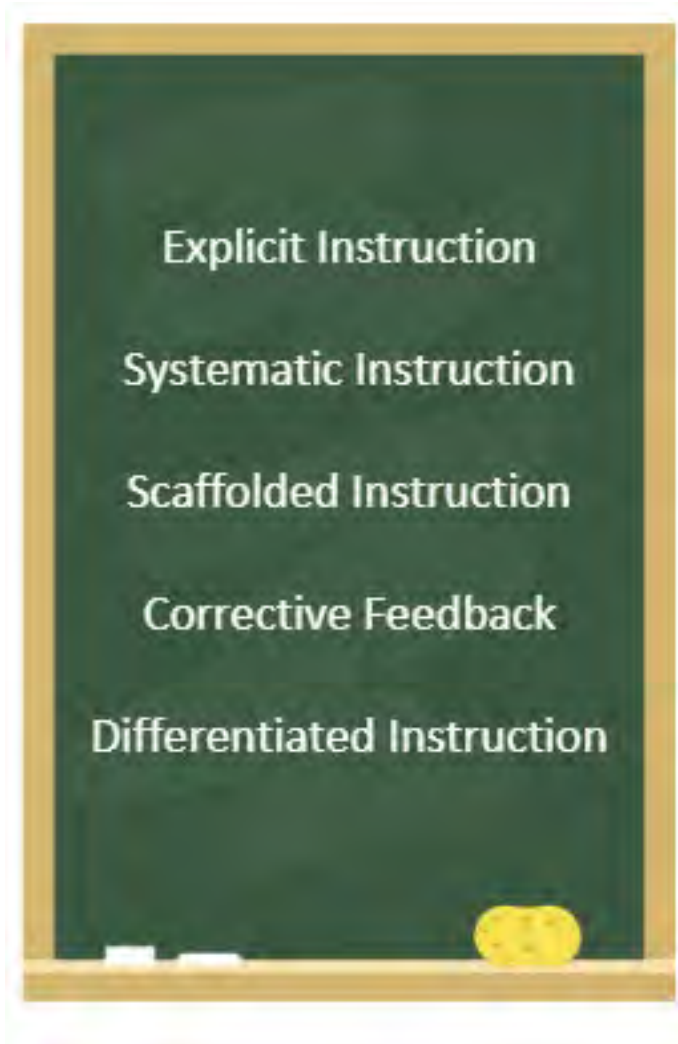 Explicit Instruction
Systematic Instruction
Scaffolded Instruction
Corrective Feedback
Differentiated Instruction